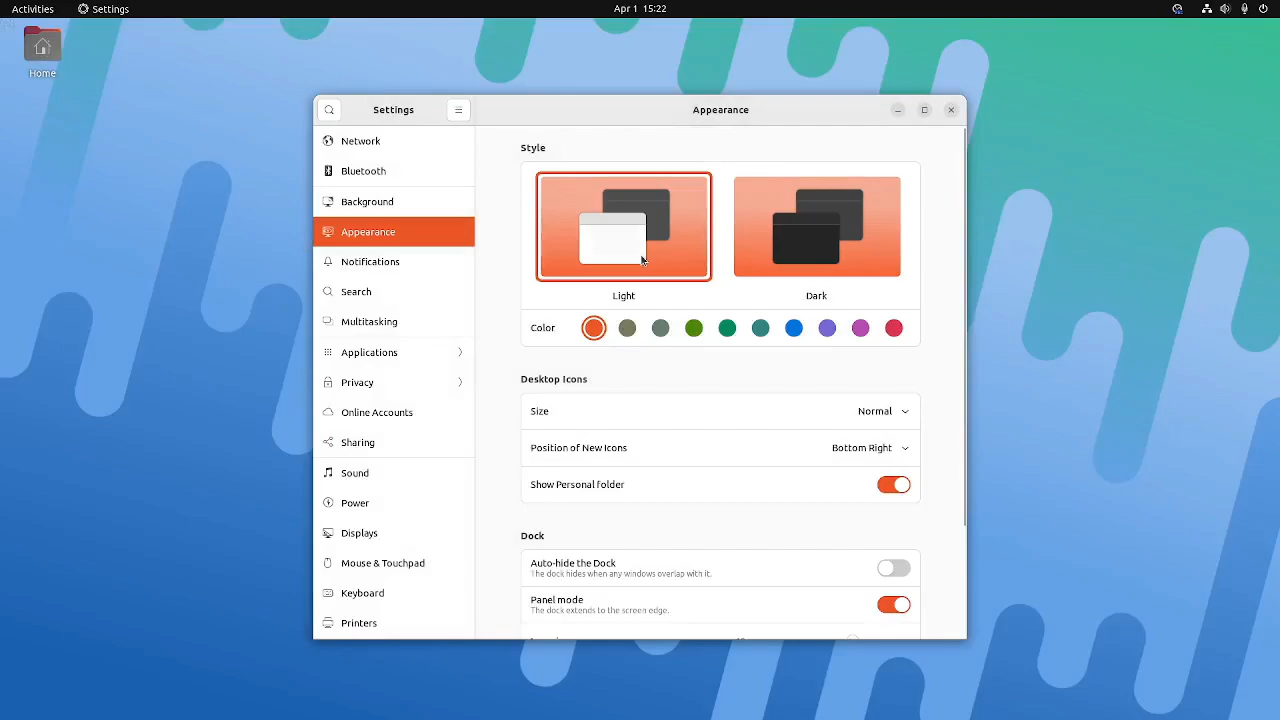 Activities
Settings
Apr 1 15:22
Home
Settings
Appearance
Network
Bluetooth
Background
Appearance
Notifications
Search
Multitasking
Applications
Privacy
Online Accounts
Sharing
Sound
Power
Displays
Mouse & Touchpad
Keyboard
Printers
Style
Light
Dark
Color
Desktop Icons
Size
Normal
Position of New Icons
Bottom Right
Show Personal folder
Dock
Auto-hide the Dock
The dock hides when any windows overlap with it.
Panel mode
The dock extends to the screen edge.